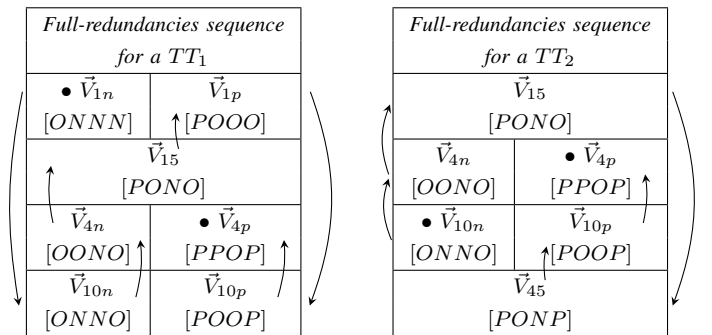 Full-redundancies sequence
for a TT₁
• V⃗₁ₙ V⃗₁ₚ
[ONNN] [POOO]
V⃗₁₅
[PONO]
V⃗₄ₙ • V⃗₄ₚ
[OONO] [PPOP]
V⃗₁₀ₙ V⃗₁₀ₚ
[ONNO] [POOP]
Full-redundancies sequence
for a TT₂
V⃗₁₅
[PONO]
V⃗₄ₙ • V⃗₄ₚ
[OONO] [PPOP]
• V⃗₁₀ₙ V⃗₁₀ₚ
[ONNO] [POOP]
V⃗₄₅
[PONP]